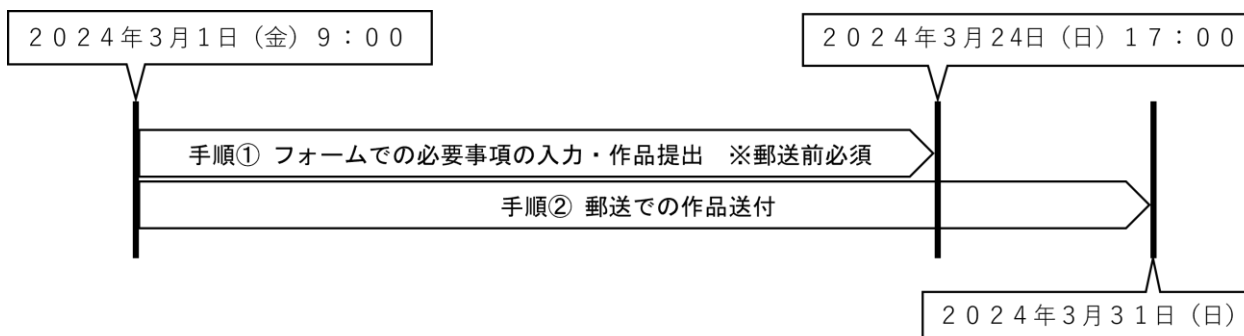 ２０２４年３月１日（金）９：００
２０２４年３月２４日（日）１７：００
手順① フォームでの必要事項の入力・作品提出　※郵送前必須
手順② 郵送での作品送付
２０２４年３月３１日（日）